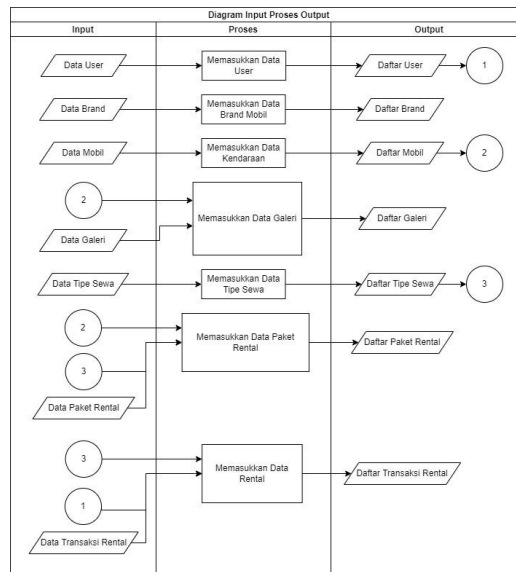 Diagram Input Proses Output
Input
Proses
Output
Data User
Memasukkan Data
User
Daftar User
1
Data Brand
Memasukkan Data
Brand Mobil
Daftar Brand
Data Mobil
Memasukkan Data
Kendaraan
Daftar Mobil
2
2
Data Galeri
Memasukkan Data Galeri
Daftar Galeri
Data Tipe Sewa
Memasukkan Data
Tipe Sewa
Daftar Tipe Sewa
3
2
3
Data Paket Rental
Memasukkan Data Paket
Rental
Daftar Paket Rental
3
1
Data Transaksi Rental
Memasukkan Data
Rental
Daftar Transaksi Rental